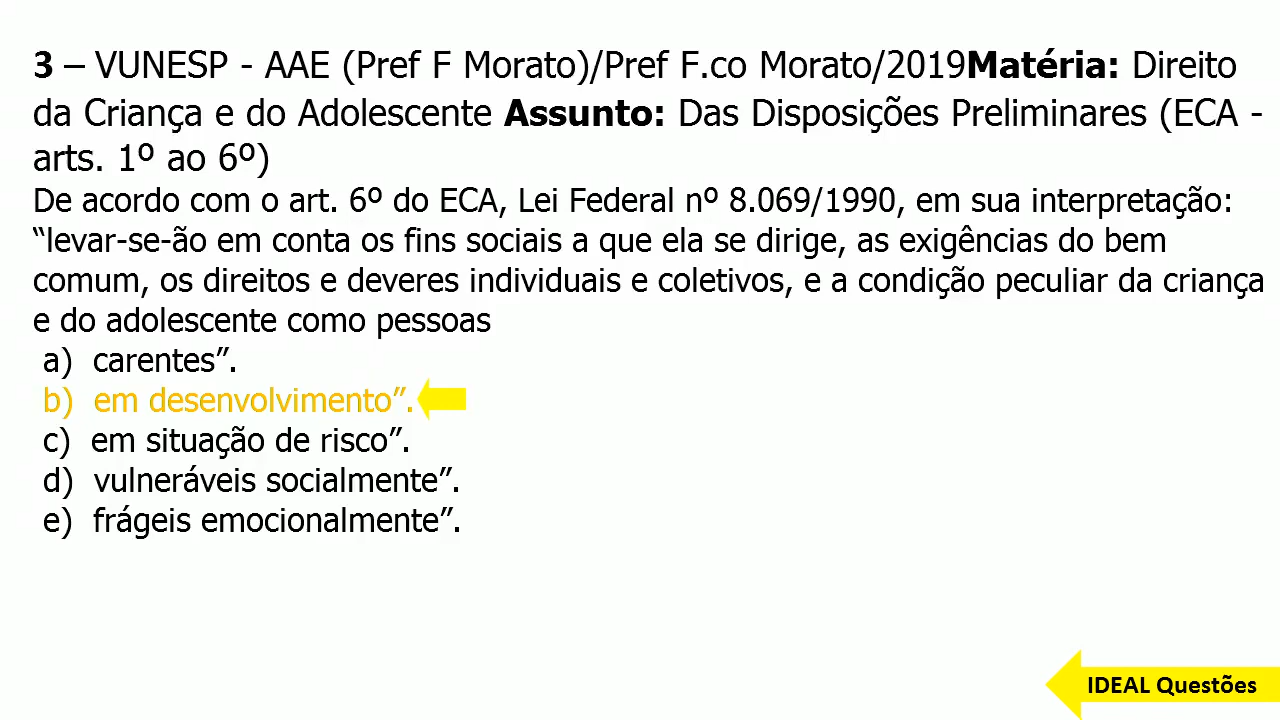 3 – VUNESP - AAE (Pref F Morato)/Pref F.co Morato/2019Matéria: Direito
da Criança e do Adolescente Assunto: Das Disposições Preliminares (ECA -
arts. 1º ao 6º)
De acordo com o art. 6º do ECA, Lei Federal nº 8.069/1990, em sua interpretação:
“levar-se-ão em conta os fins sociais a que ela se dirige, as exigências do bem
comum, os direitos e deveres individuais e coletivos, e a condição peculiar da criança
e do adolescente como pessoas
a) carentes”.
b) em desenvolvimento”.
c) em situação de risco”.
d) vulneráveis socialmente”.
e) frágeis emocionalmente”.
IDEAL Questões